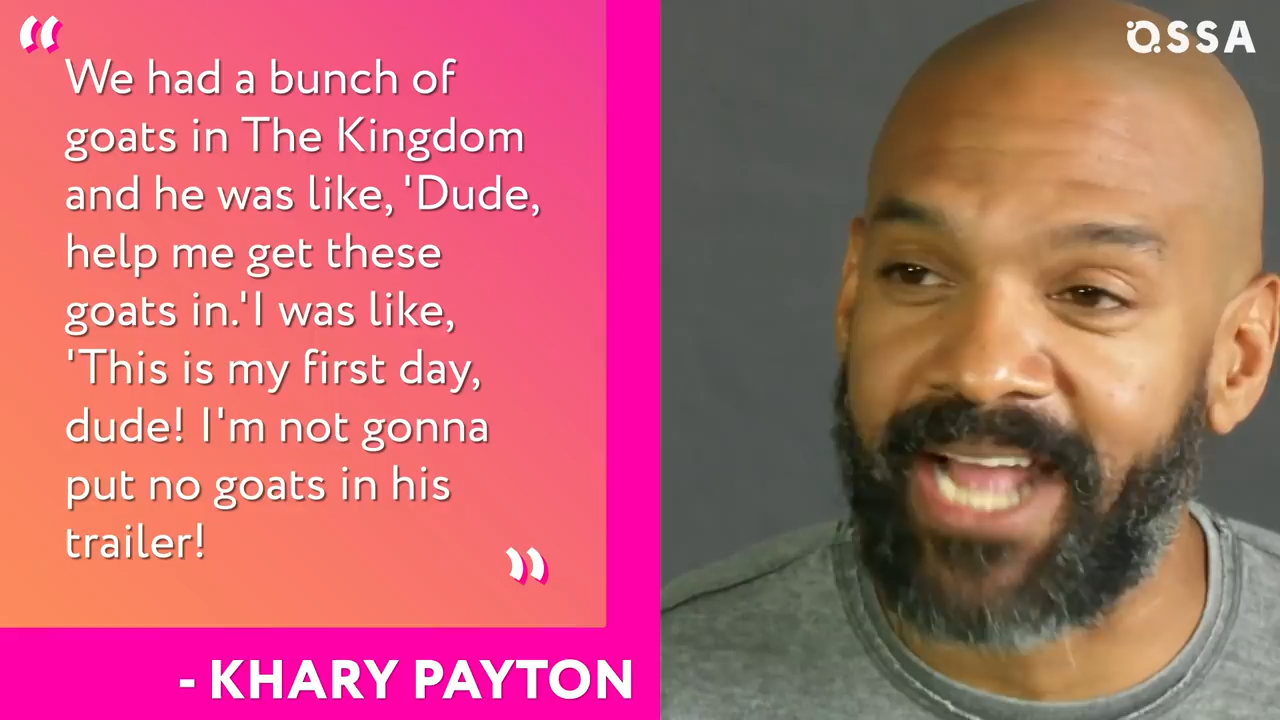 “
We had a bunch of
goats in The Kingdom
and he was like, 'Dude,
help me get these
goats in.'I was like,
'This is my first day,
dude! I'm not gonna
put no goats in his
trailer!
”
- KHARY PAYTON
OSSA